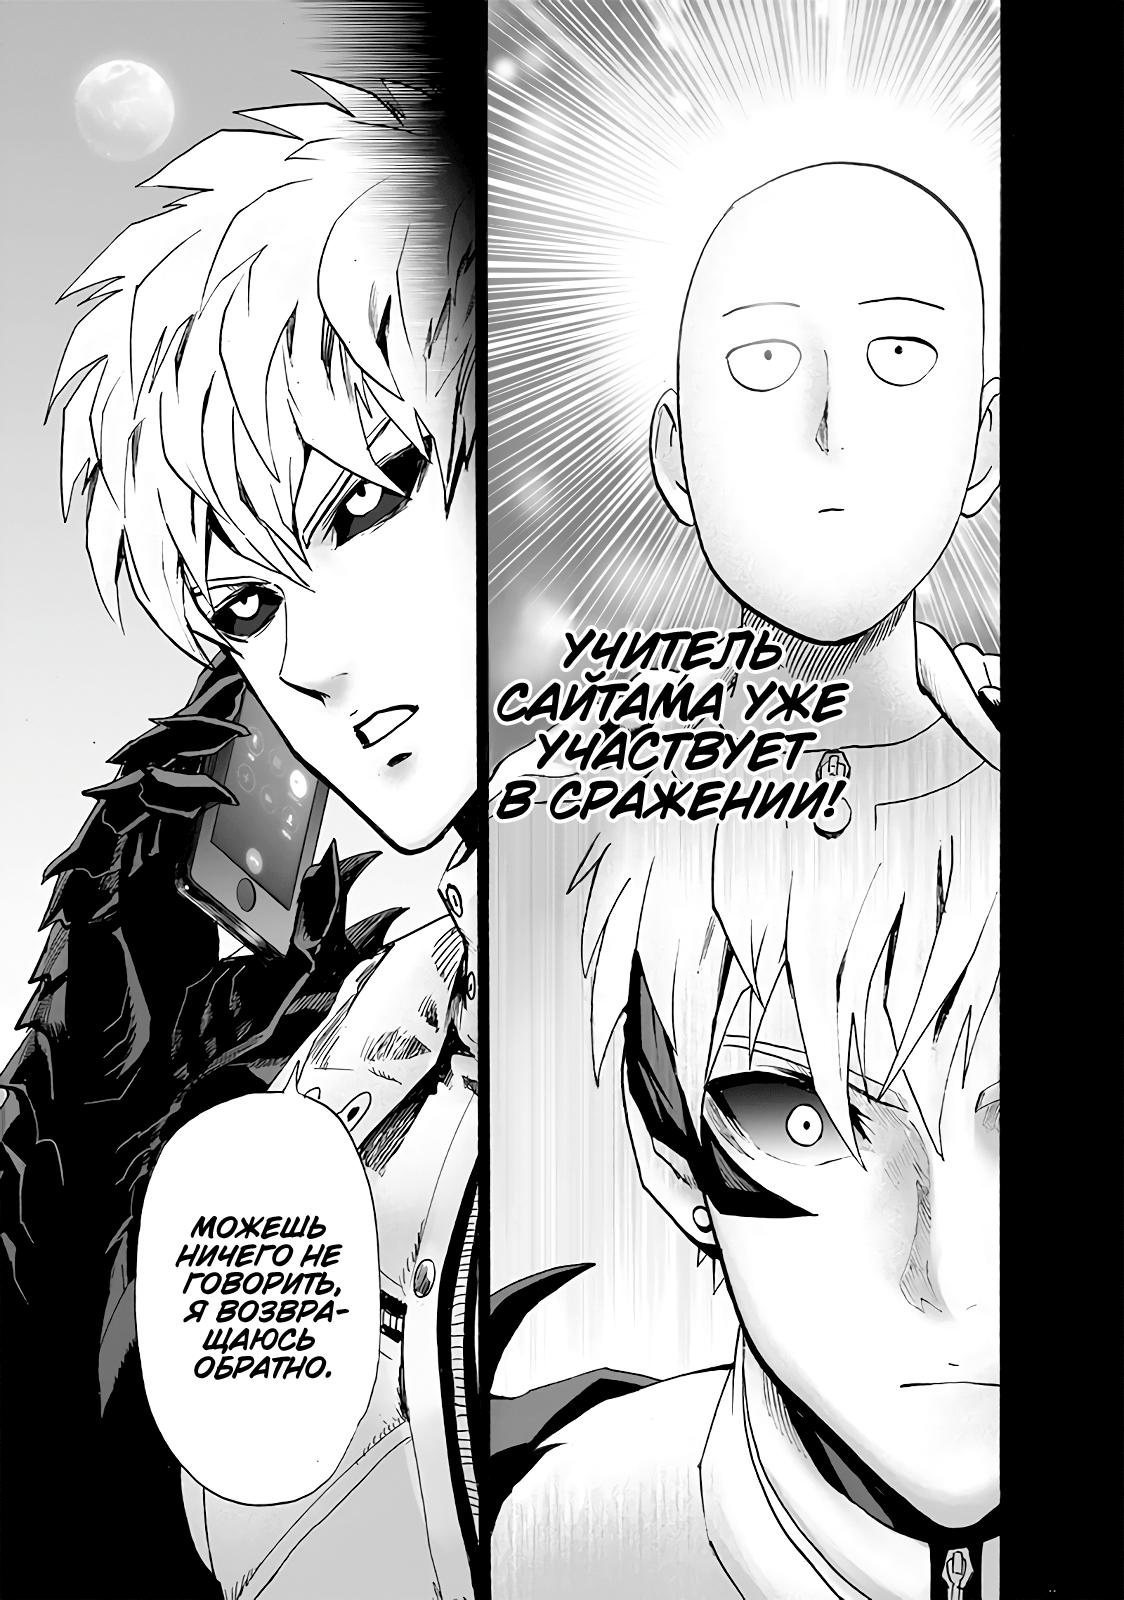 УЧИТЕЛЬ
САЙТАМА УЖЕ
УЧАСТВУЕТ
В СРАЖЕНИИ!
МОЖЕШЬ
НИЧЕГО НЕ
ГОВОРИТЬ,
Я ВОЗВРА-
ЩАЮСЬ
ОБРАТНО.